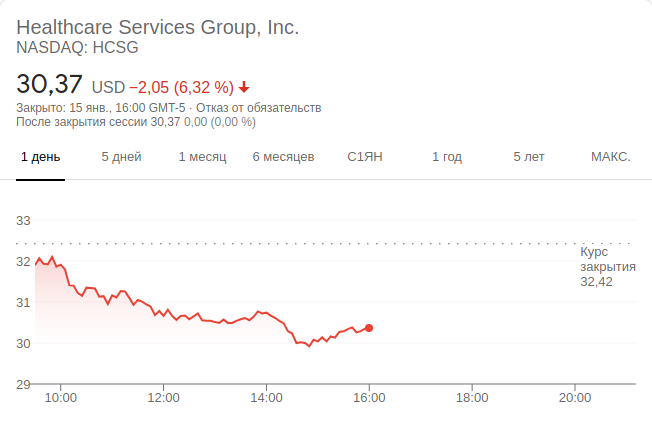 Healthcare Services Group, Inc.
NASDAQ: HCSG
30,37 USD −2,05 (6,32 %)
Закрыто: 15 янв., 16:00 GMT-5 · Отказ от обязательств
После закрытия сессии 30,37 0,00 (0,00 %)
1 день 5 дней 1 месяц 6 месяцев С1ЯН 1 год 5 лет МАКС.
33
32
31
30
29
Курс
закрытия
32,42
10:00 12:00 14:00 16:00 18:00 20:00